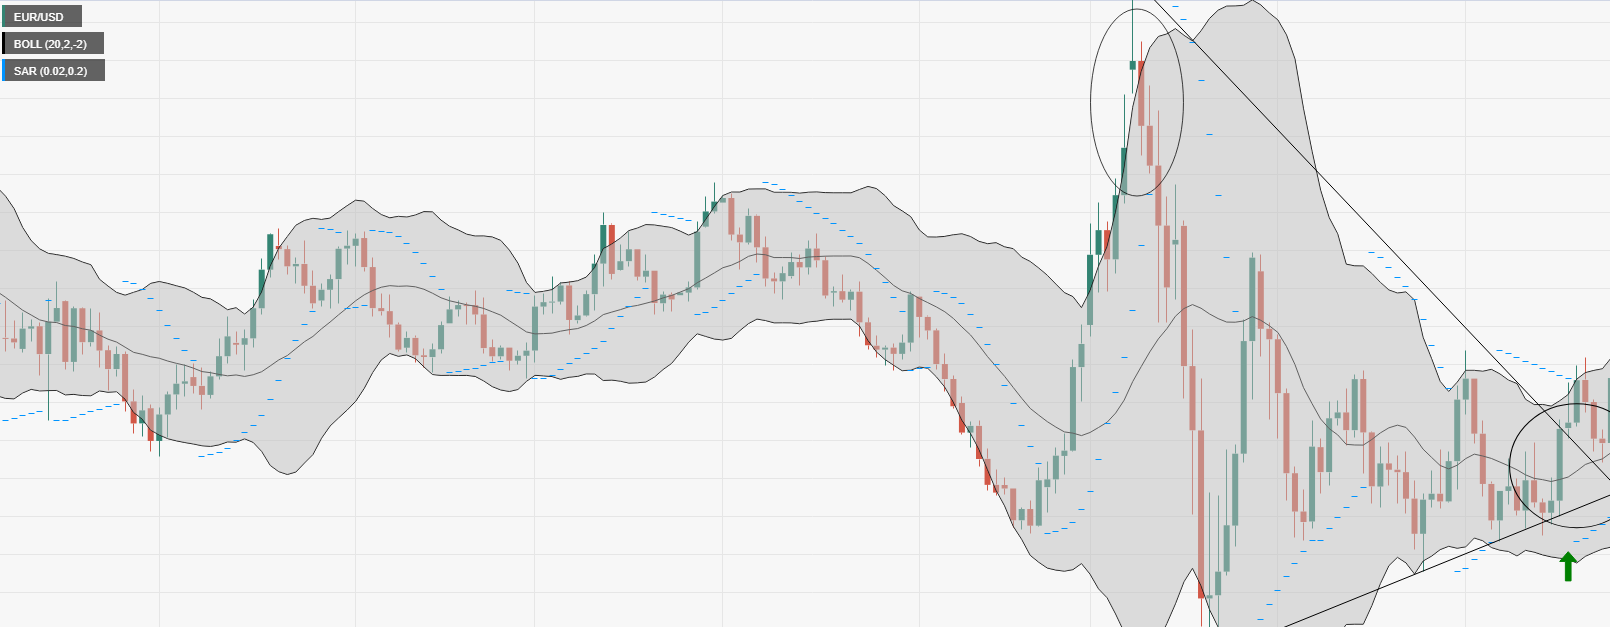 EUR/USD
BOLL (20,2,-2)
SAR (0.02,0.2)